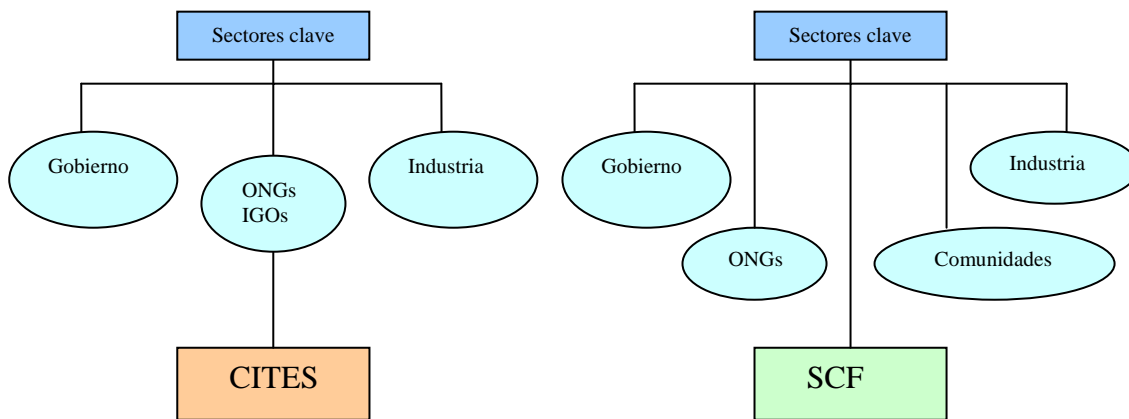 Sectores clave
Gobierno
ONGs
IGOs
Industria
CITES
Sectores clave
Gobierno
ONGs
Comunidades
Industria
SCF